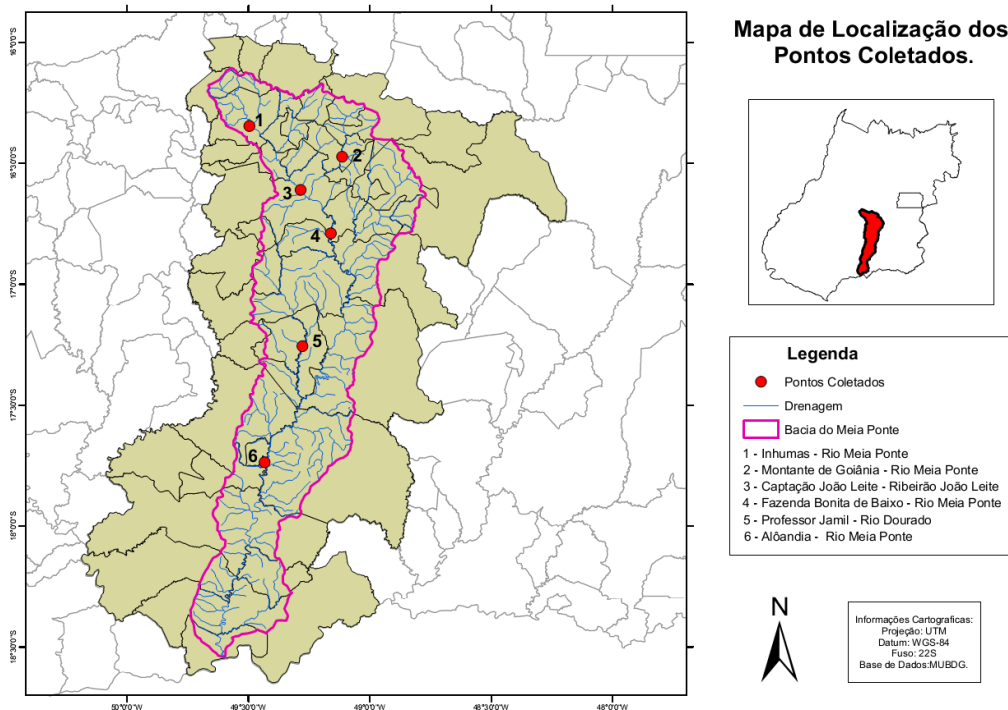 Mapa de Localização dos
Pontos Coletados.
16°0'0"S
16°30'0"S
17°0'0"S
17°30'0"S
18°0'0"S
18°30'0"S
50°0'0"W
49°30'0"W
49°0'0"W
48°30'0"W
48°0'0"W
1
2
3
4
5
6
Legenda
Pontos Coletados
Drenagem
Bacia do Meia Ponte
1 - Inhumas - Rio Meia Ponte
2 - Montante de Goiânia - Rio Meia Ponte
3 - Captação João Leite - Ribeirão João Leite
4 - Fazenda Bonita de Baixo - Rio Meia Ponte
5 - Professor Jamil - Rio Dourado
6 - Alôandia - Rio Meia Ponte
N
Informações Cartograficas:
Projeção: UTM
Datum: WGS-84
Fuso: 22S
Base de Dados:MUBDG.